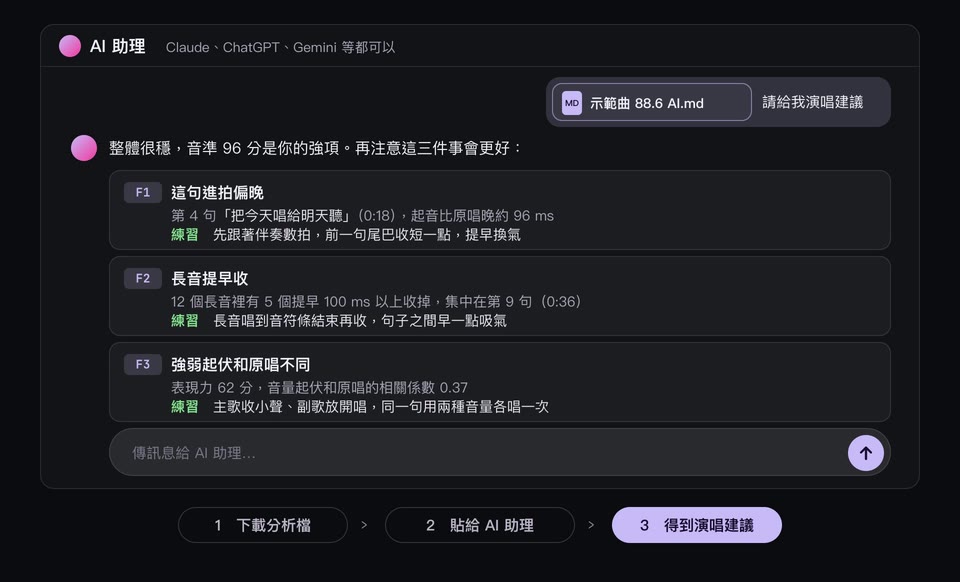 AI 助理 Claude、ChatGPT、Gemini 等都可以
MD 示範曲 88.6 AI.md 請給我演唱建議
整體很穩，音準 96 分是你的強項。再注意這三件事會更好：
F1 這句進拍偏晚
第 4 句「把今天唱給明天聽」（0:18），起音比原唱晚約 96 ms
練習 先跟著伴奏數拍，前一句尾巴收短一點，提早換氣
F2 長音提早收
12 個長音裡有 5 個提早 100 ms 以上收掉，集中在第 9 句（0:36）
練習 長音唱到音符條結束再收，句子之間早一點吸氣
F3 強弱起伏和原唱不同
表現力 62 分，音量起伏和原唱的相關係數 0.37
練習 主歌收小聲、副歌放開唱，同一句用兩種音量各唱一次
傳訊息給 AI 助理...
1 下載分析檔 > 2 貼給 AI 助理 > 3 得到演唱建議